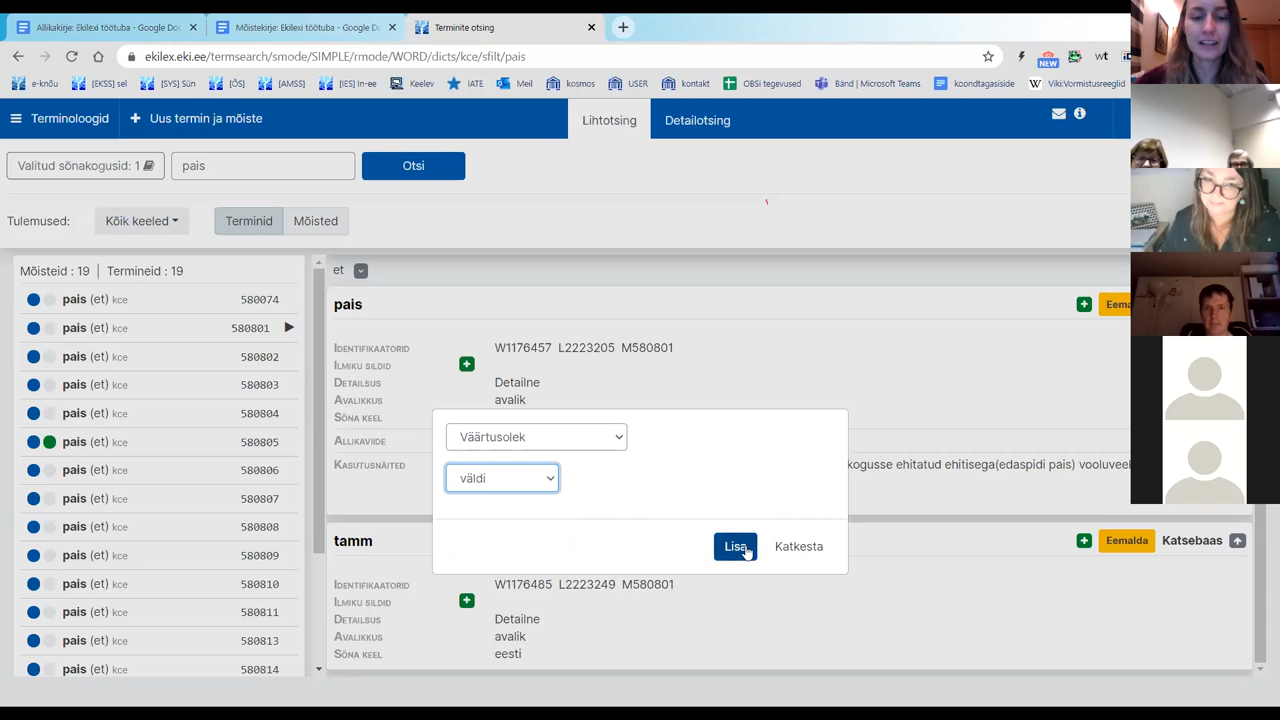 Allikakirje: Ekilexi töötuba - Google Do
Mõistekirje: Ekilexi töötuba - Google D
Terminite otsing
ekilex.eki.ee/termsearch/smode/SIMPLE/rmode/WORD/dicts/kce/sfilt/pais
NEW
wt
e-knõu
[EKSS] sel
(SY) Sün
[ÕS]
[AMSS]
[IES] In-ee
Keelev
IATE
Meil
kosmos
USER
kontakt
OBSi tegevused
Bänd | Microsoft Teams
koondtagasiside
Viki:Vormistusreeglid
Terminoloogid
Uus termin ja mõiste
Lihtotsing
Detailotsing
Valitud sõnakogusid: 1
pais
Otsi
Tulemused:
Kõik keeled
Terminid
Mõisted
Mõisteid : 19 | Termineid : 19
pais (et) kce 580074
pais (et) kce 580801
pais (et) kce 580802
pais (et) kce 580803
pais (et) kce 580804
pais (et) kce 580805
pais (et) kce 580806
pais (et) kce 580807
pais (et) kce 580808
pais (et) kce 580809
pais (et) kce 580810
pais (et) kce 580811
pais (et) kce 580813
pais (et) kce 580814
et
pais
Eema
IDENTIFIKAATORID W1176457 L2223205 M580801
ILMIKU SILDID
DETAILSUS Detailne
AVALIKKUS avalik
SÕNA KEEL
ALLIKAVIIDE
KASUTUSNÄITED
kogusse ehitatud ehitisega(edaspidi pais) vooluveek
Väärtusolek
väldi
Lisa
Katkesta
tamm
Eemalda
Katsebaas
IDENTIFIKAATORID W1176485 L2223249 M580801
ILMIKU SILDID
DETAILSUS Detailne
AVALIKKUS avalik
SÕNA KEEL eesti